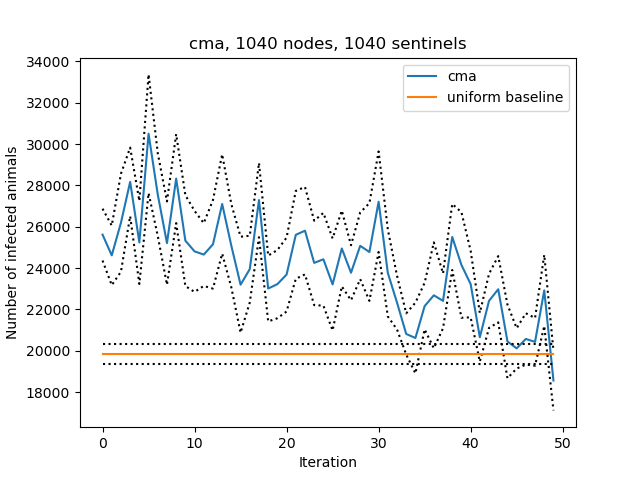 cma, 1040 nodes, 1040 sentinels
34000
32000
30000
28000
26000
24000
22000
20000
18000
Number of infected animals
cma
uniform baseline
0 10 20 30 40 50
Iteration